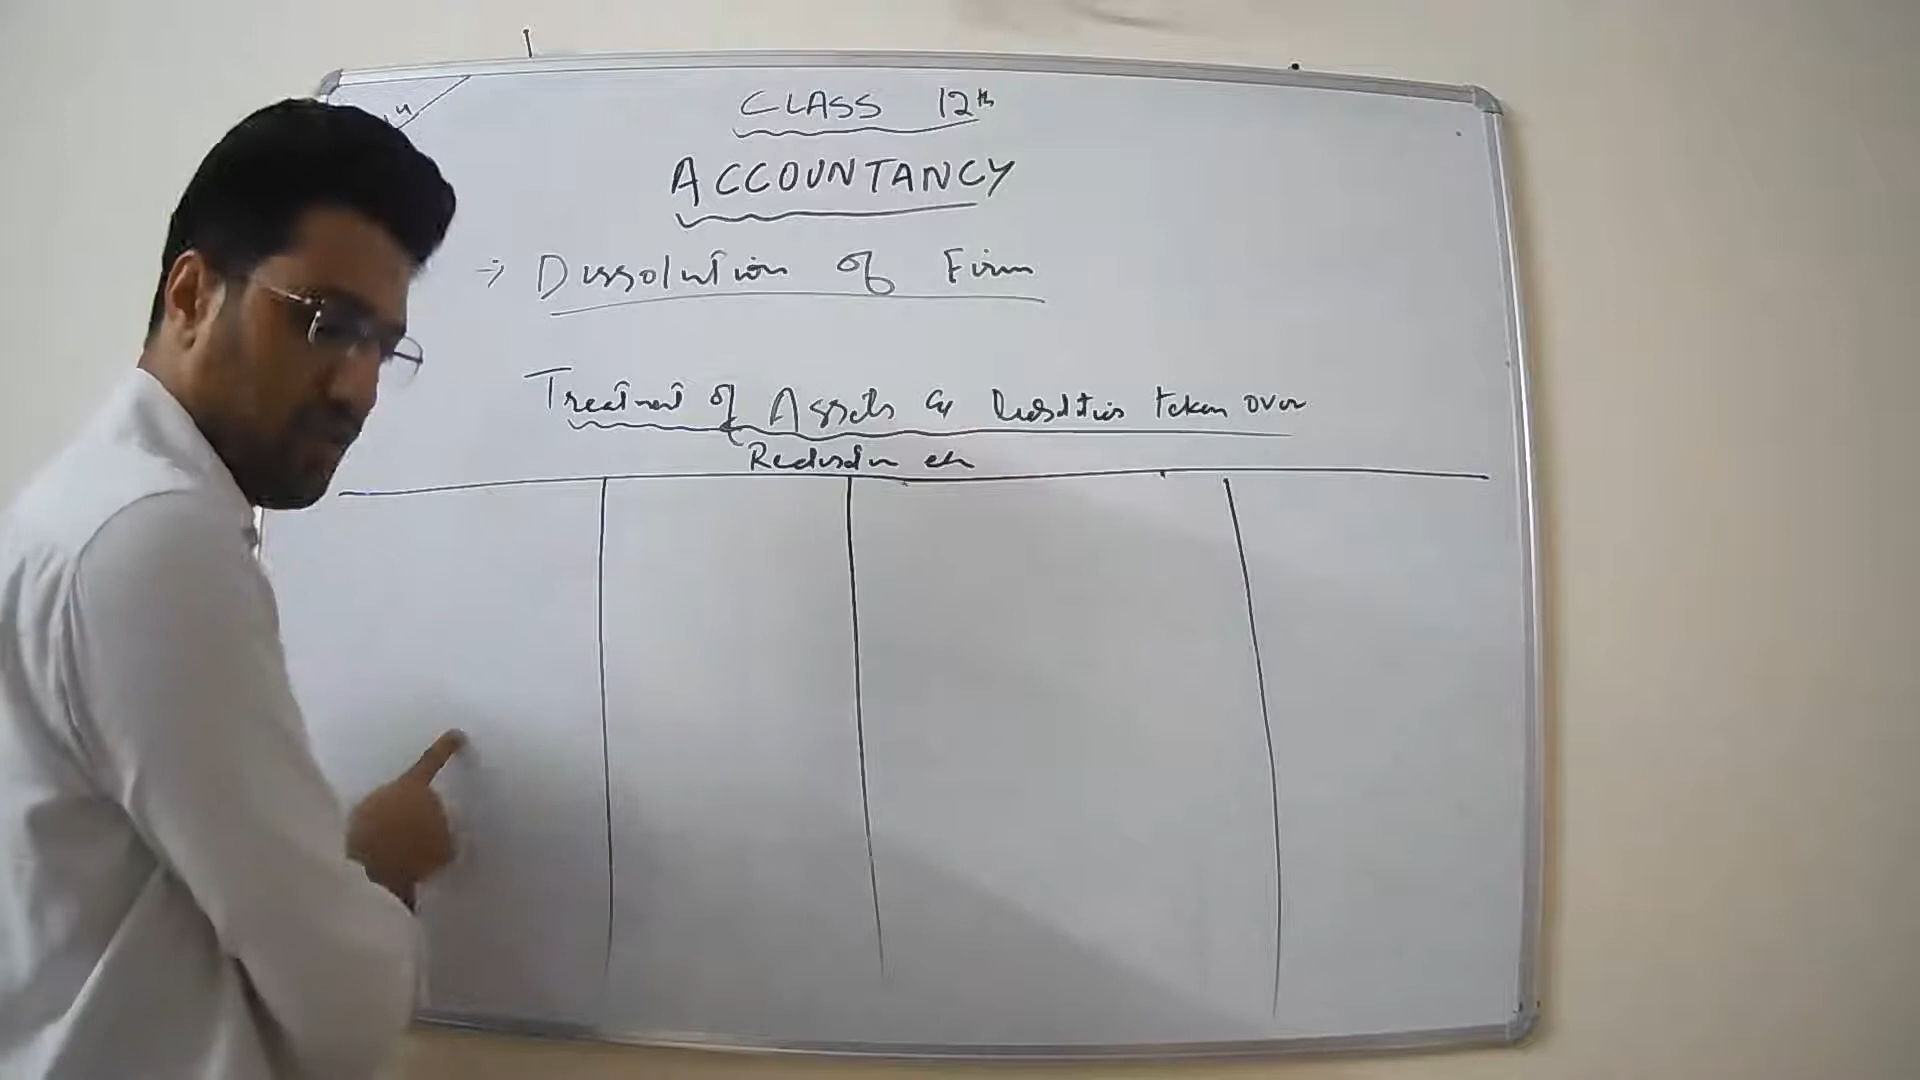 CLASS 12th
ACCOUNTANCY
→ Dissolution of Firm
Treatment of Assets & Liabilities taken over
Realisation a/c